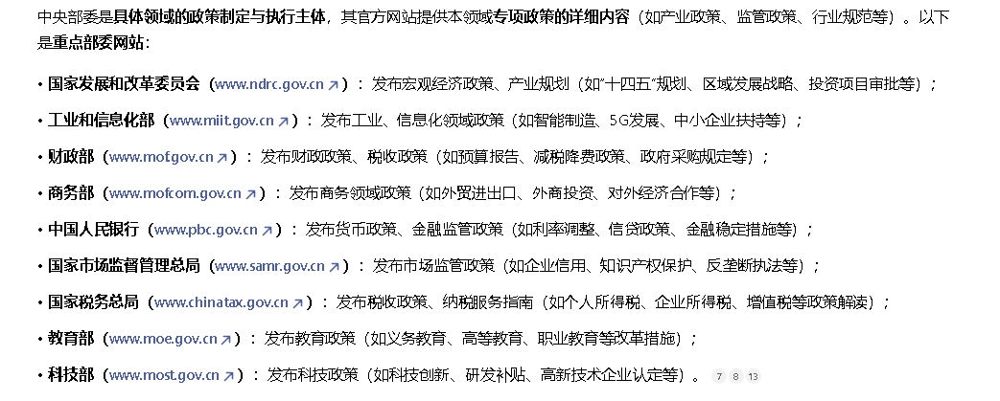 中央部委是具体领域的政策制定与执行主体，其官方网站提供本领域专项政策的详细内容（如产业政策、监管政策、行业规范等）。以下
是重点部委网站：
• 国家发展和改革委员会（www.ndrc.gov.cn↗）：发布宏观经济政策、产业规划（如“十四五”规划、区域发展战略、投资项目审批等）；
• 工业和信息化部（www.miit.gov.cn↗）：发布工业、信息化领域政策（如智能制造、5G发展、中小企业扶持等）；
• 财政部（www.mof.gov.cn↗）：发布财政政策、税收政策（如预算报告、减税降费政策、政府采购规定等）；
• 商务部（www.mofcom.gov.cn↗）：发布商务领域政策（如外贸进出口、外商投资、对外经济合作等）；
• 中国人民银行（www.pbc.gov.cn↗）：发布货币政策、金融监管政策（如利率调整、信贷政策、金融稳定措施等）；
• 国家市场监督管理总局（www.samr.gov.cn↗）：发布市场监管政策（如企业信用、知识产权保护、反垄断执法等）；
• 国家税务总局（www.chinatax.gov.cn↗）：发布税收政策、纳税服务指南（如个人所得税、企业所得税、增值税等政策解读）；
• 教育部（www.moe.gov.cn↗）：发布教育政策（如义务教育、高等教育、职业教育等改革措施）；
• 科技部（www.most.gov.cn↗）：发布科技政策（如科技创新、研发补贴、高新技术企业认定等）。 7 8 13